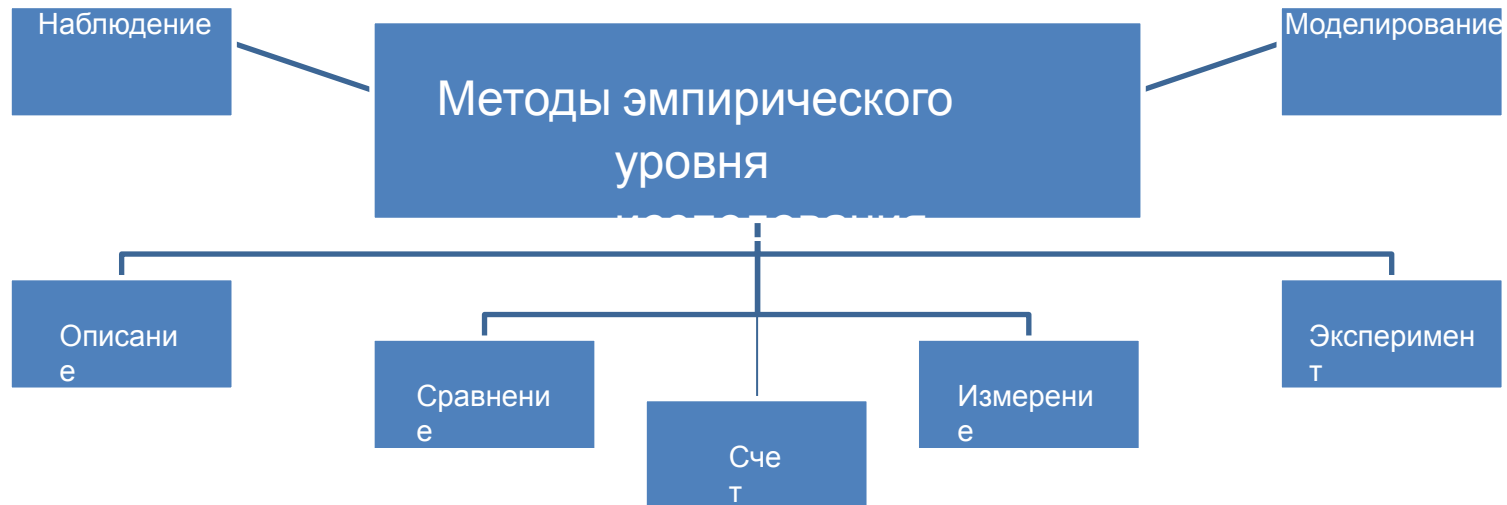 Наблюдение
Моделирование
Методы эмпирического
уровня
Описани
е
Эксперимен
т
Сравнени
е
Измерени
е
Сче
т